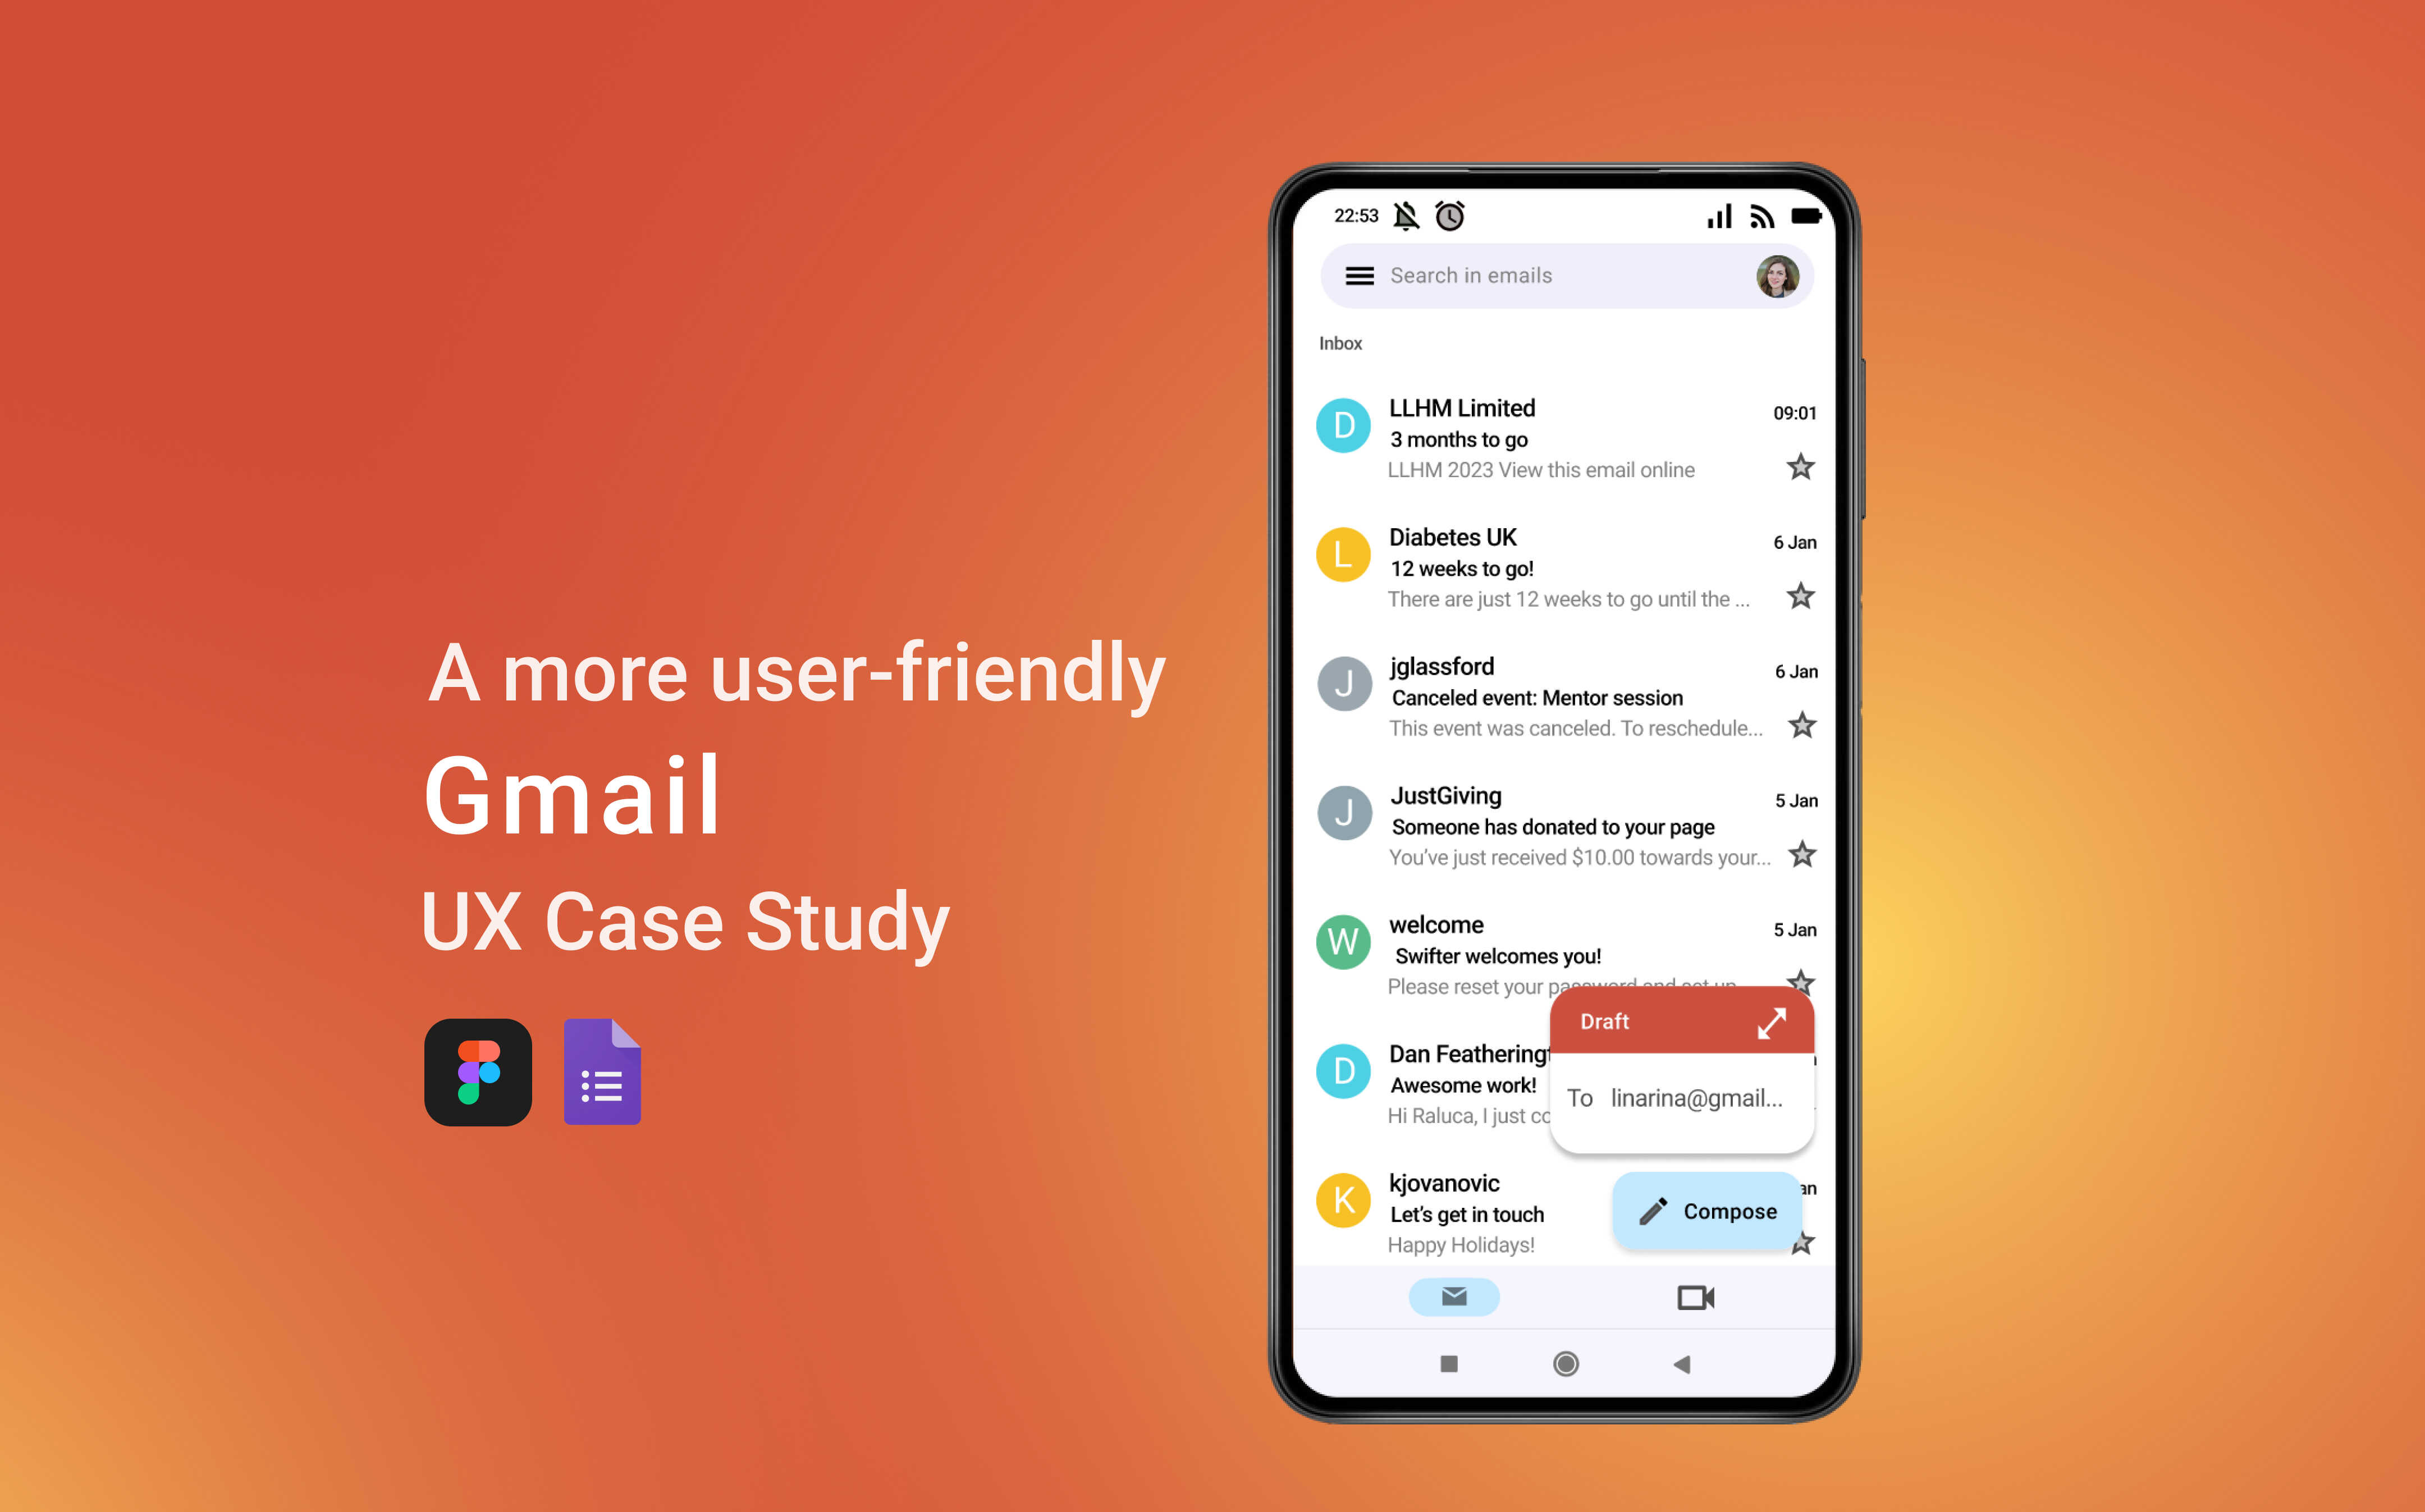 A more user-friendly
Gmail
UX Case Study
22:53
Search in emails
Inbox
D
LLHM Limited
09:01
3 months to go
LLHM 2023 View this email online
L
Diabetes UK
6 Jan
12 weeks to go!
There are just 12 weeks to go until the ...
J
jglassford
6 Jan
Canceled event: Mentor session
This event was canceled. To reschedule...
J
JustGiving
5 Jan
Someone has donated to your page
You've just received $10.00 towards your...
W
welcome
5 Jan
Swifter welcomes you!
Please reset your password and set up
Draft
D
Dan Featheringt
Awesome work!
To linarina@gmail...
Hi Raluca, I just co
K
kjovanovic
an
Let's get in touch
Compose
Happy Holidays!